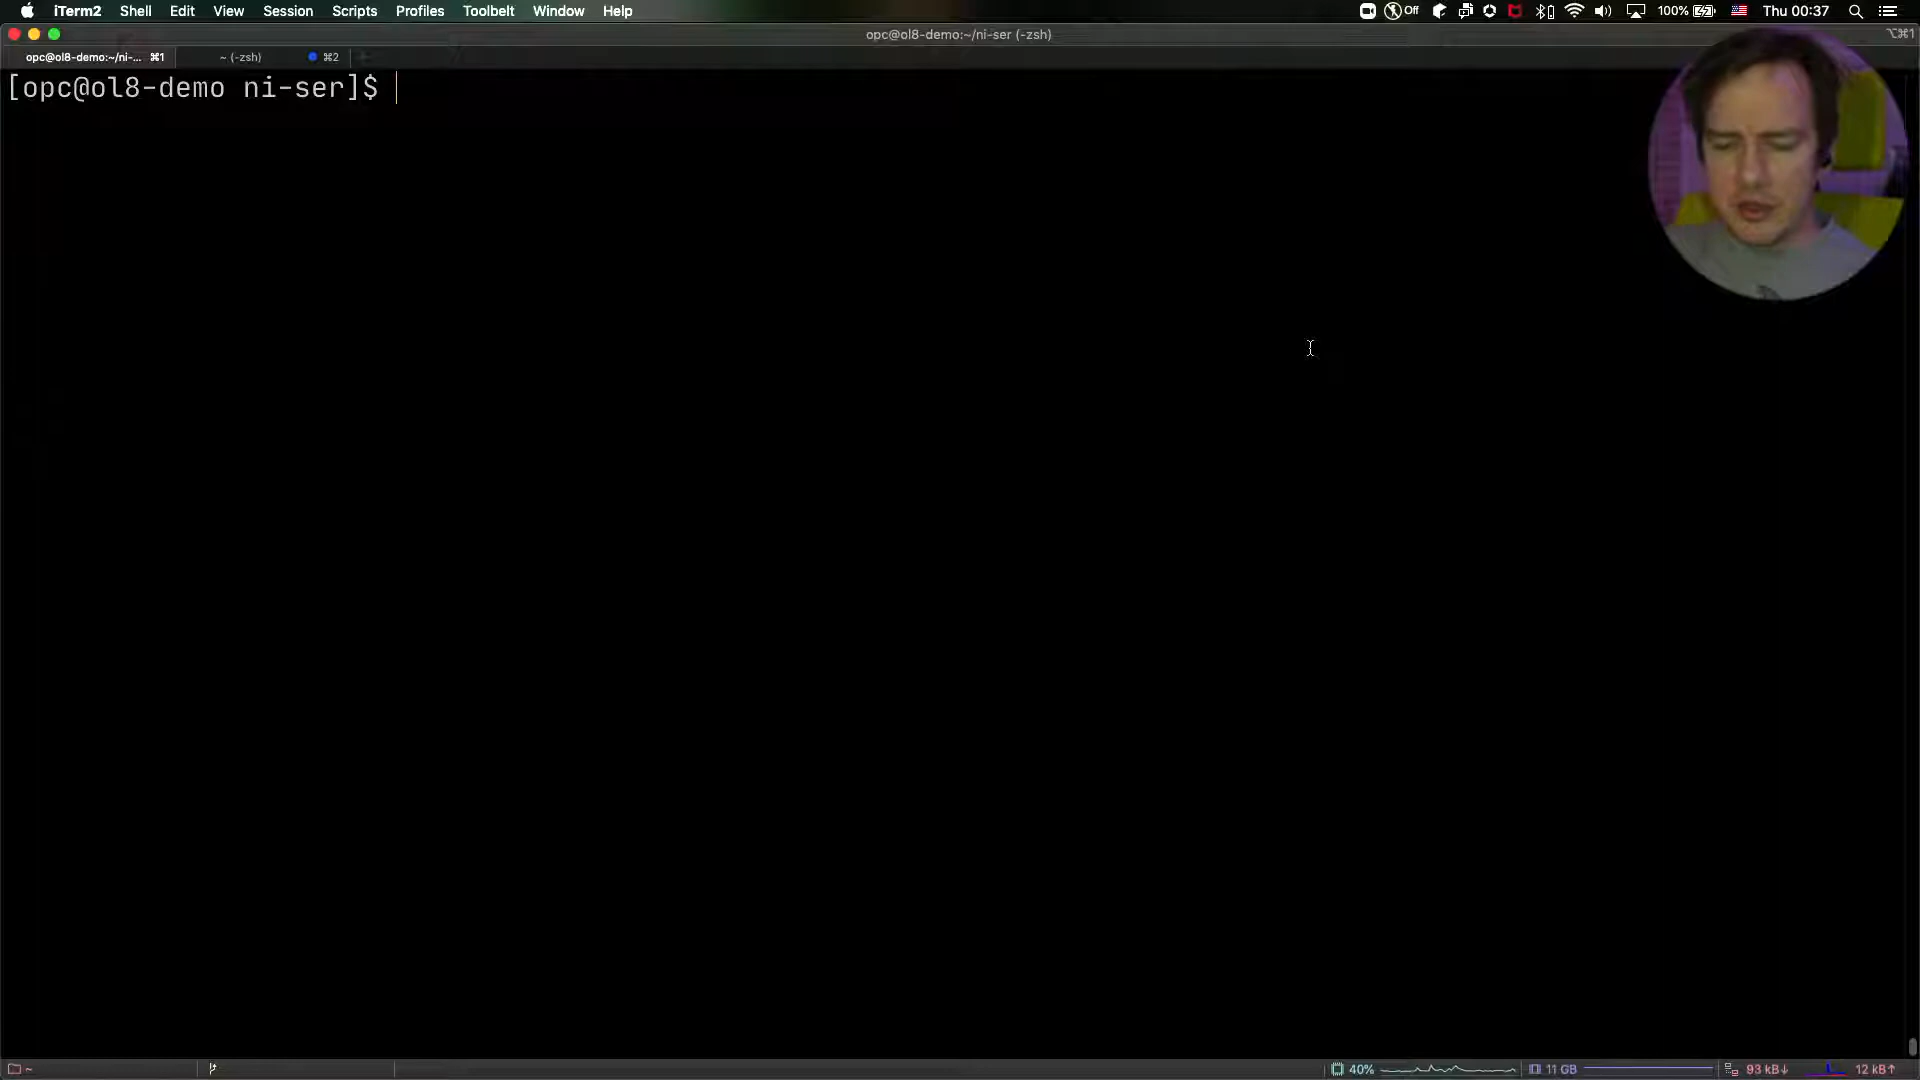 iTerm2 Shell Edit View Session Scripts Profiles Toolbelt Window Help Off 100% Thu 00:37
opc@ol8-demo:~/ni-ser (-zsh) ⌥⌘1
opc@ol8-demo:~/ni-... ⌘1 ~ (-zsh) ⌘2
[opc@ol8-demo ni-ser]$
~ 40% 11 GB 93 kB↓ 12 kB↑